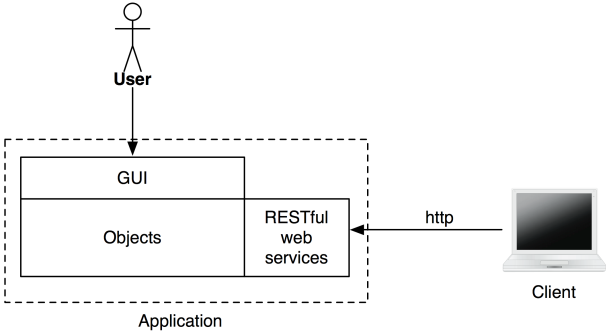 User
GUI
Objects
RESTful
web
services
http
Client
Application